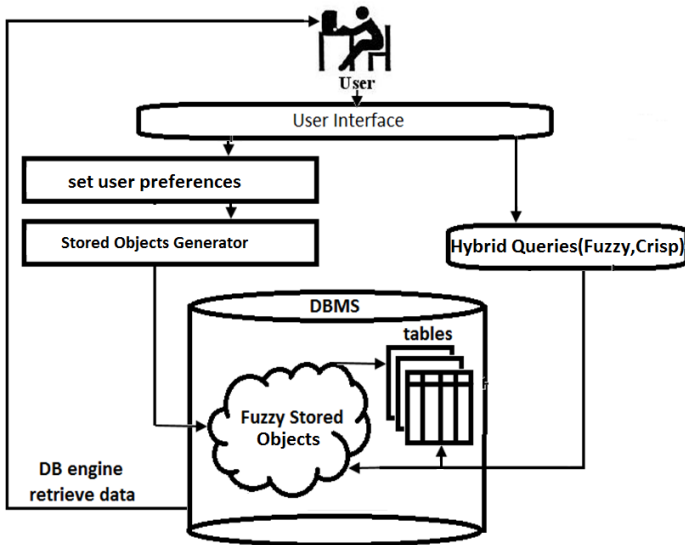 User
User Interface
set user preferences
Stored Objects Generator
Hybrid Queries(Fuzzy,Crisp)
DBMS
tables
Fuzzy Stored
Objects
DB engine
retrieve data